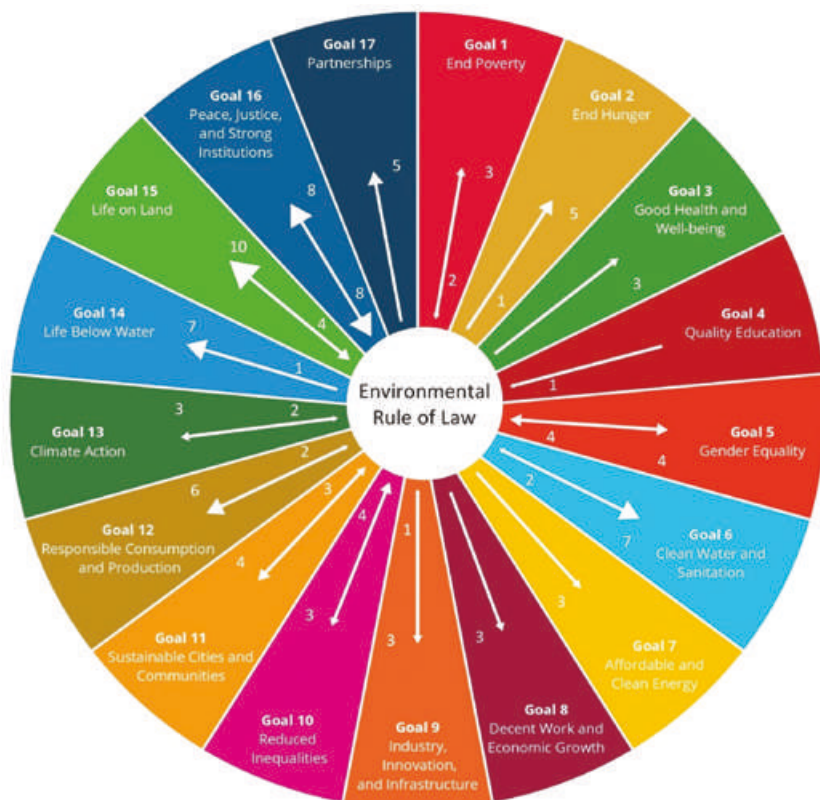 Goal 1
End Poverty
3
2
Goal 2
End Hunger
5
1
Goal 3
Good Health and
Well-being
3
Goal 4
Quality Education
1
Goal 5
Gender Equality
4
4
Goal 6
Clean Water and
Sanitation
2
7
Goal 7
Affordable and
Clean Energy
3
Goal 8
Decent Work and
Economic Growth
3
Goal 9
Industry,
Innovation,
and Infrastructure
1
3
Goal 10
Reduced
Inequalities
4
3
Goal 11
Sustainable Cities and
Communities
3
4
Goal 12
Responsible Consumption
and Production
2
6
Goal 13
Climate Action
3
2
Goal 14
Life Below Water
7
1
Goal 15
Life on Land
10
4
Goal 16
Peace, Justice,
and Strong
Institutions
8
8
Goal 17
Partnerships
5
Environmental
Rule of Law